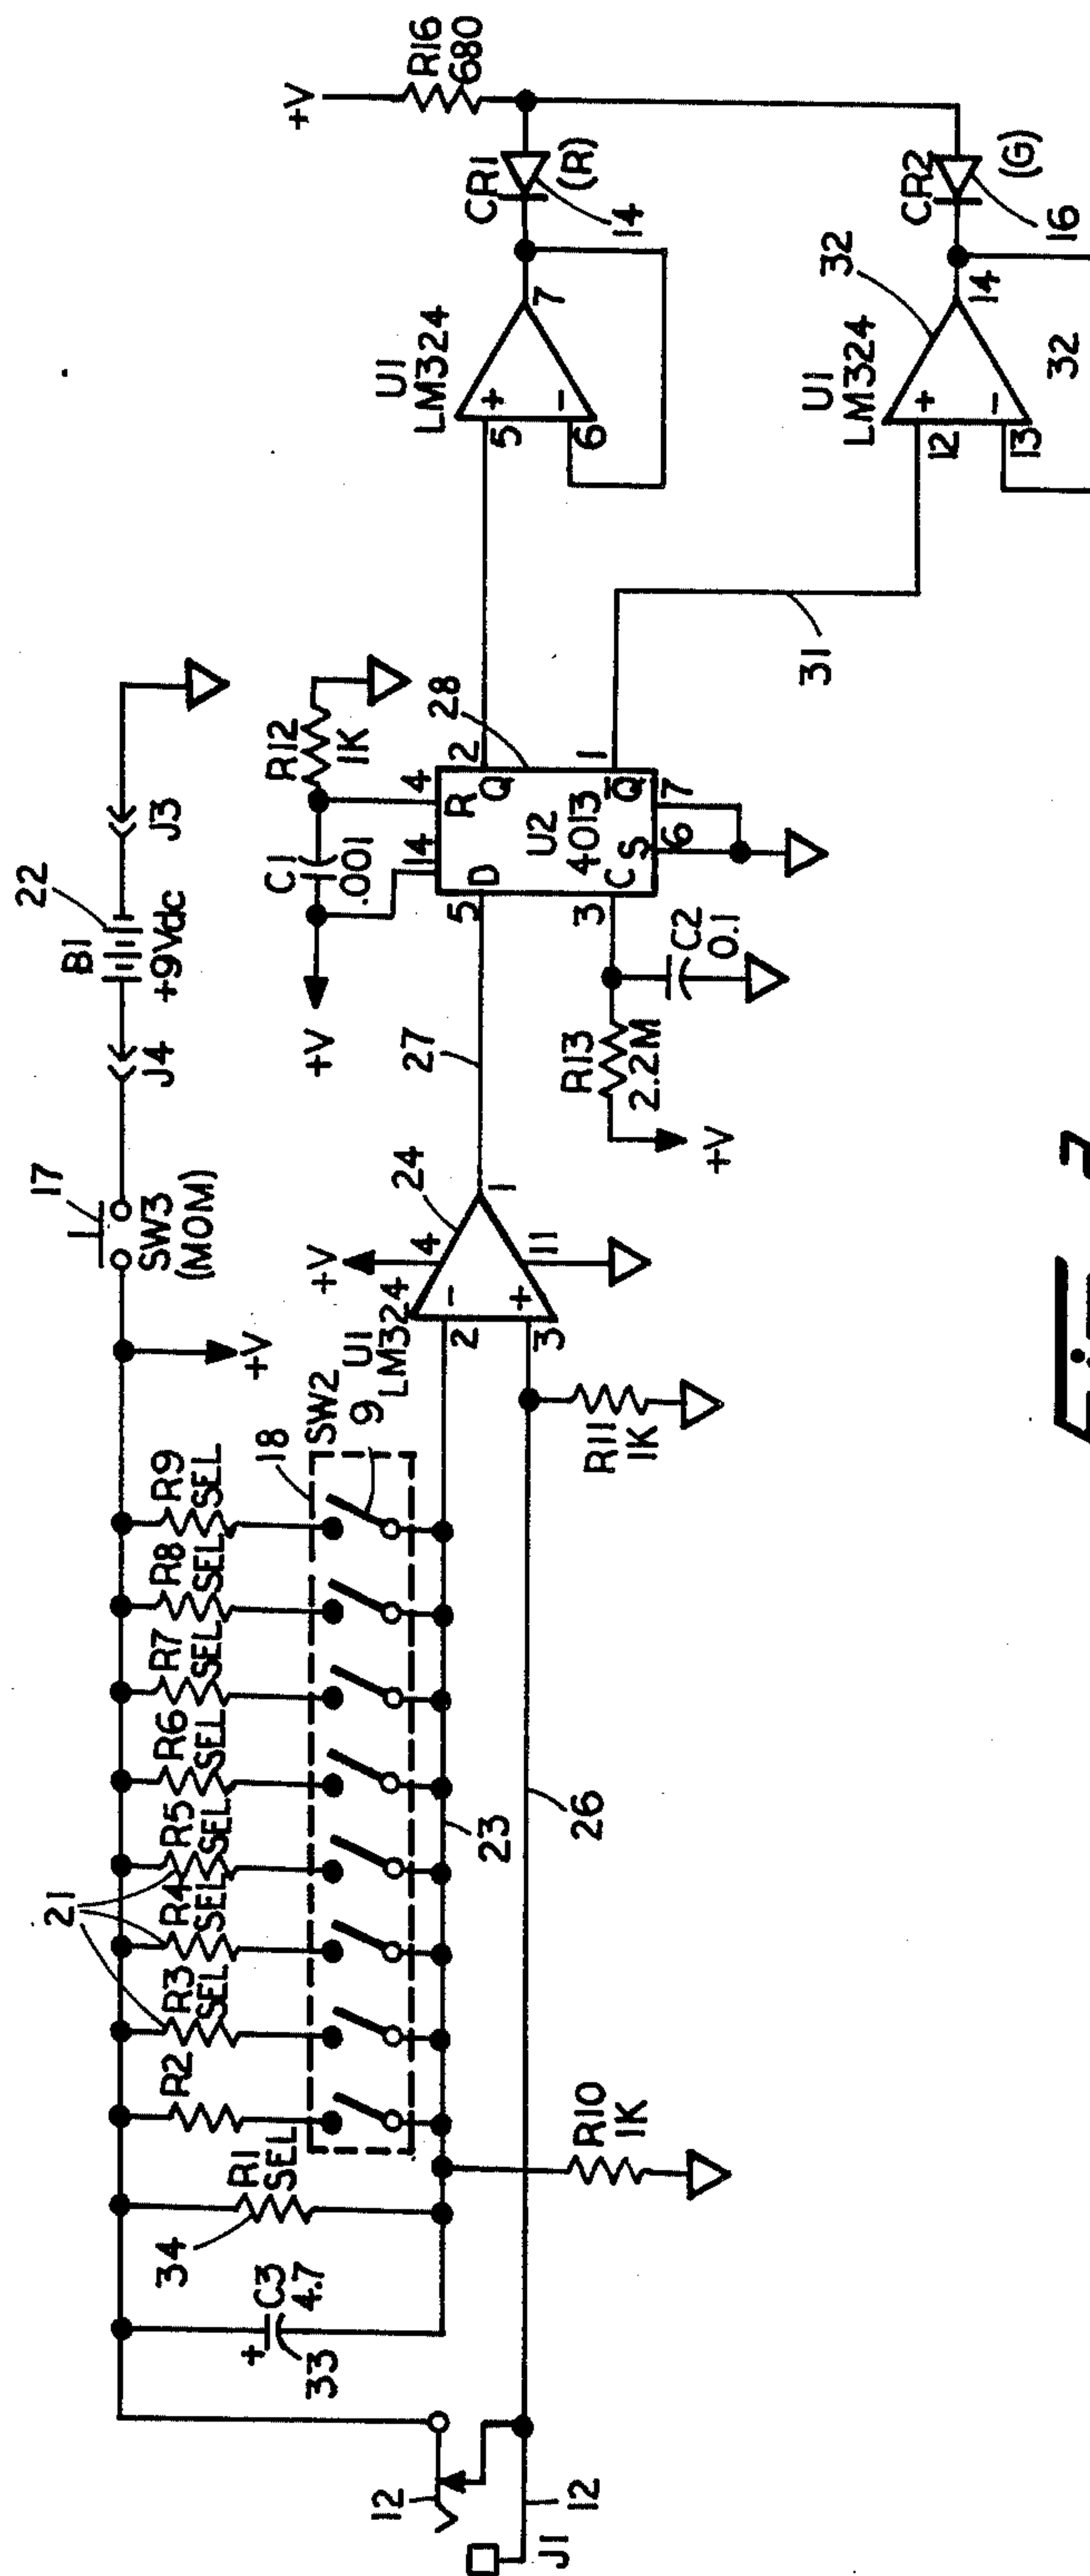 17
SW3
(MOM)
J4
B1
+9Vdc
22
J3
+V
21
R1
SEL
34
C3
4.7
+
33
R2
R3
SEL
R4
SEL
R5
SEL
R6
SEL
R7
SEL
R8
SEL
R9
SEL
18
SW2
9
23
26
12
12
J1
R10
1K
R11
1K
U1
LM324
+V
4
24
2
-
3
+
11
1
27
+V
C1
.001
R12
1K
14
4
R
5
D
2
Q
28
U2
4013
3
C
S
Q
1
6
7
R13
2.2M
+V
C2
0.1
31
U1
LM324
5
+
6
-
7
CR1
(R)
14
+V
R16
680
U1
LM324
32
12
+
13
-
14
32
CR2
(G)
16